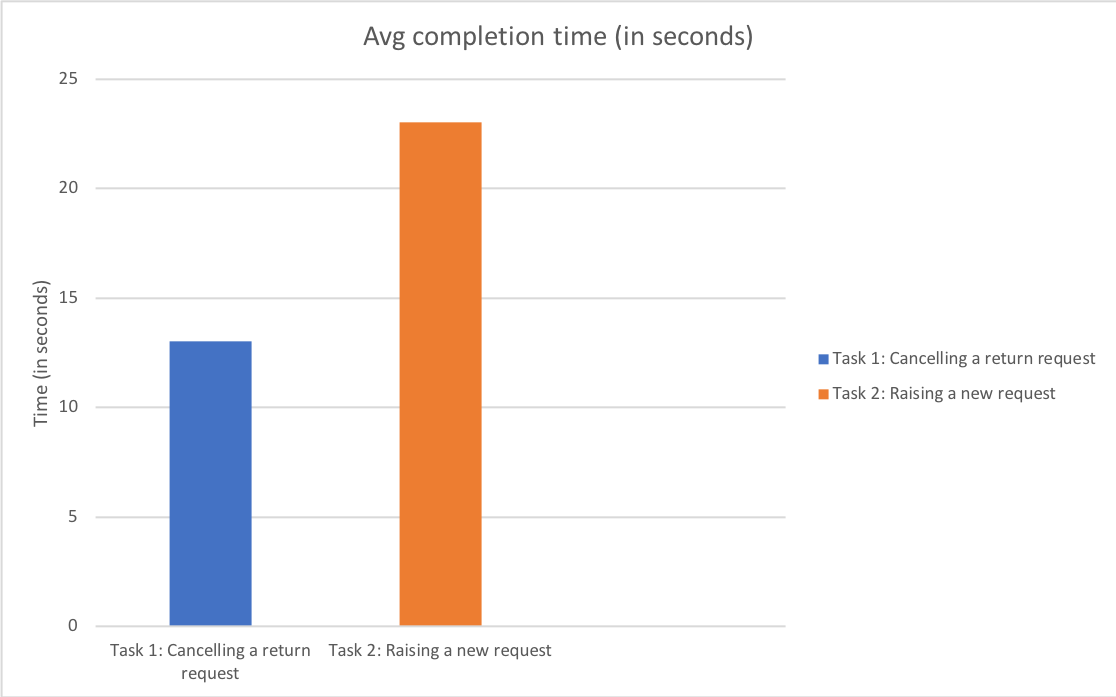 Avg completion time (in seconds)
25
20
15
10
5
0
Time (in seconds)
Task 1: Cancelling a return
request
Task 2: Raising a new request
Task 1: Cancelling a return request
Task 2: Raising a new request